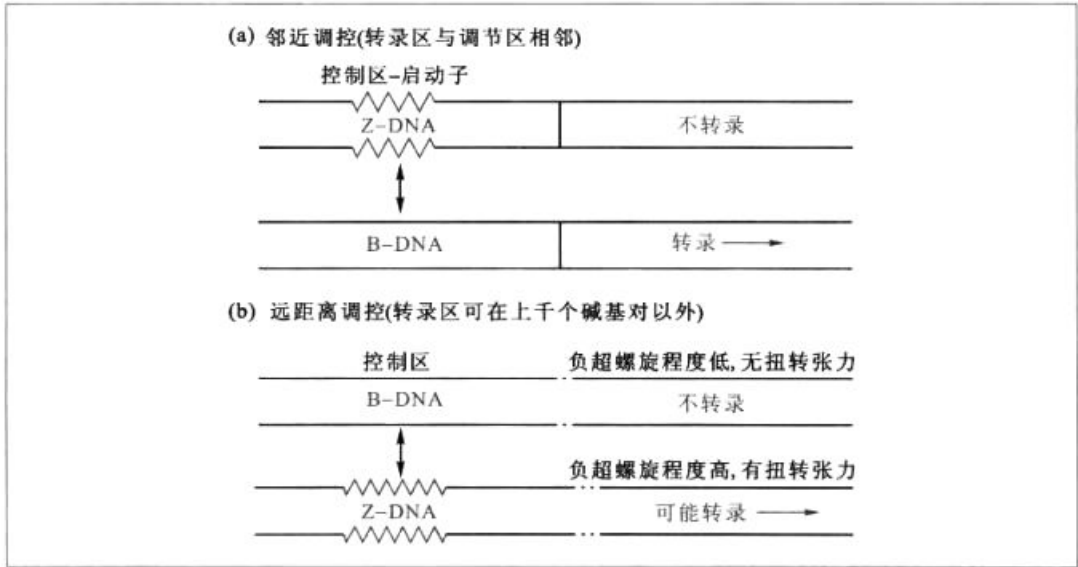 (a) 邻近调控(转录区与调节区相邻)
控制区-启动子
Z-DNA
不转录
B-DNA
转录
(b) 远距离调控(转录区可在上千个碱基对以外)
控制区
负超螺旋程度低,无扭转张力
B-DNA
不转录
负超螺旋程度高,有扭转张力
Z-DNA
可能转录